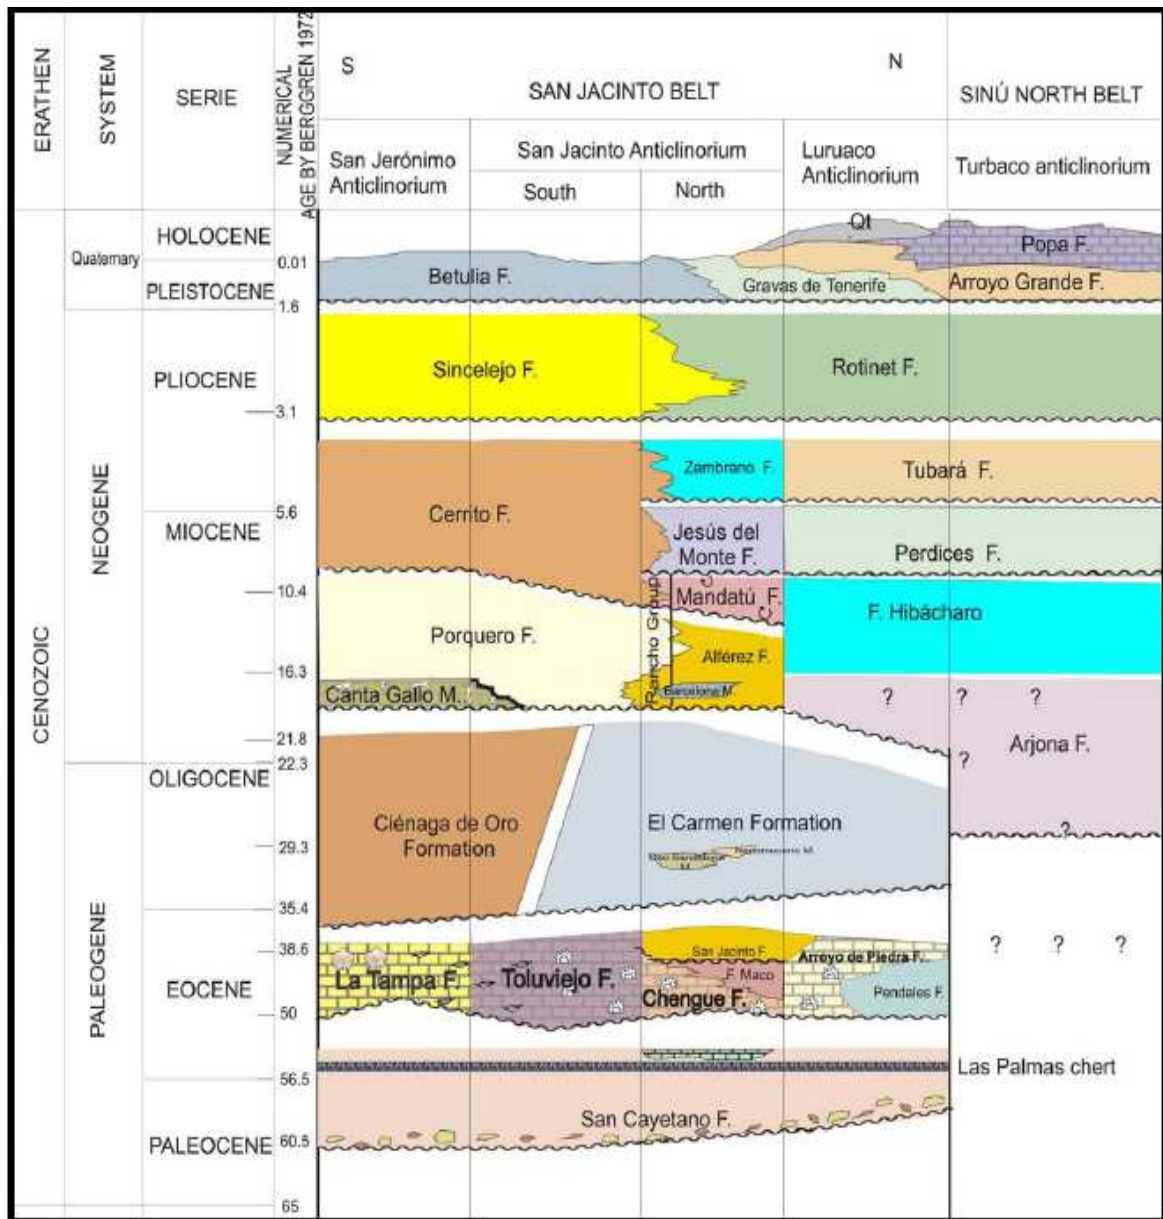 ERATHEN
SYSTEM
SERIE
NUMERICAL
AGE BY BERGGREN 1972
S
N
SAN JACINTO BELT
SINÚ NORTH BELT
San Jerónimo
Anticlinorium
San Jacinto Anticlinorium
South
North
Luruaco
Anticlinorium
Turbaco anticlinorium
CENOZOIC
Quaternary
NEOGENE
PALEOGENE
HOLOCENE
PLEISTOCENE
PLIOCENE
MIOCENE
OLIGOCENE
EOCENE
PALEOCENE
0.01
1.6
3.1
5.6
10.4
16.3
21.8
22.3
29.3
35.4
38.6
50
56.5
60.5
65
Qt
Popa F.
Betulia F.
Gravas de Tenerife
Arroyo Grande F.
Sincelejo F.
Rotinet F.
Zambrano F.
Tubará F.
Cerrito F.
Jesús del
Monte F.
Perdices F.
Mandatú F.
F. Hibácharo
Rancho Group
Porquero F.
Alférez F.
Canta Gallo M..
Barcelona M.
? ? ?
Arjona F.
?
?
Ciénaga de Oro
Formation
El Carmen Formation
M.
San Jacinto F.
? ? ?
La Tampa F.
Toluviejo F.
F. Maco
Chengue F.
Arroyo de Piedra F.
Pendales F.
Las Palmas chert
San Cayetano F.